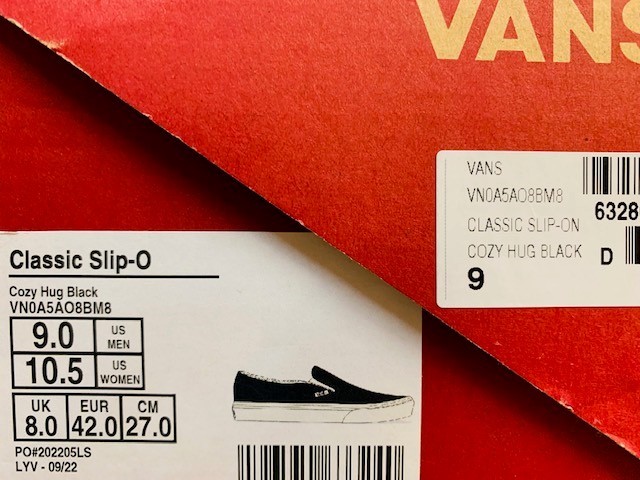 VANS
VANS
VN0A5AO8BM8
6328
CLASSIC SLIP-ON
COZY HUG BLACK
D
9
Classic Slip-O
Cozy Hug Black
VN0A5AO8BM8
9.0 US MEN
10.5 US WOMEN
UK EUR CM
8.0 42.0 27.0
PO#202205LS
LYV - 09/22